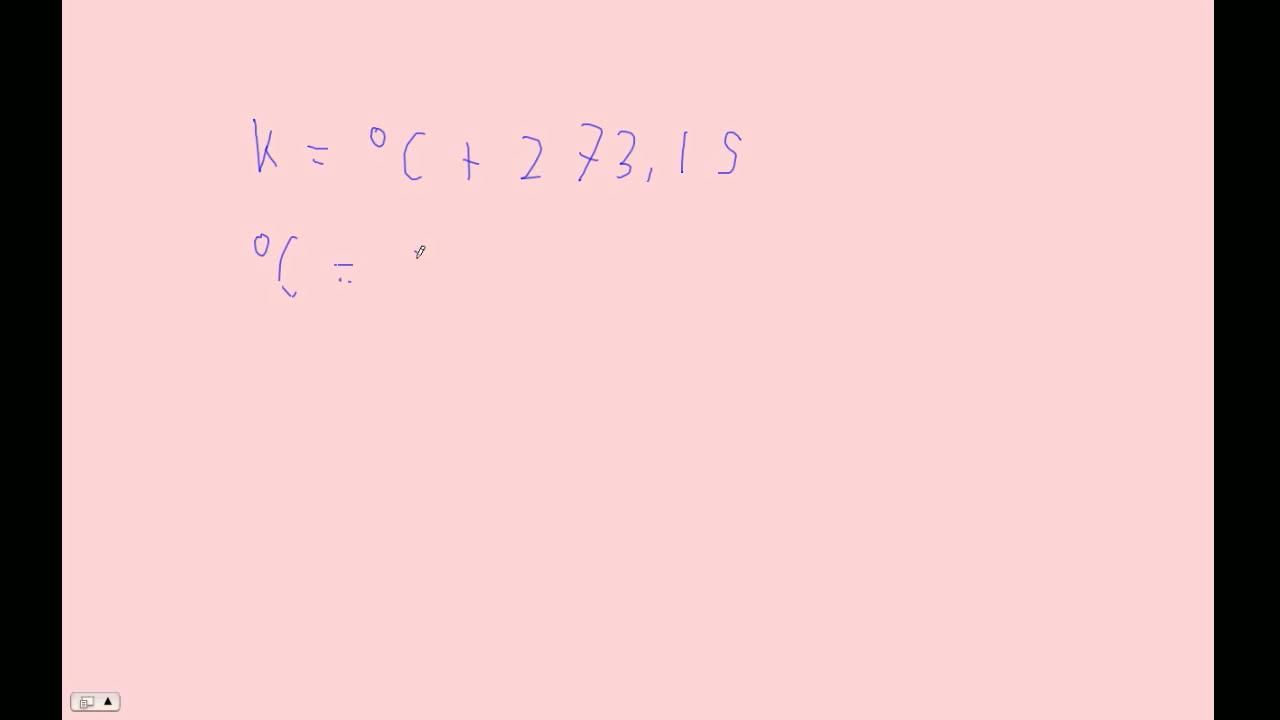 K = °C + 273,15
°C =